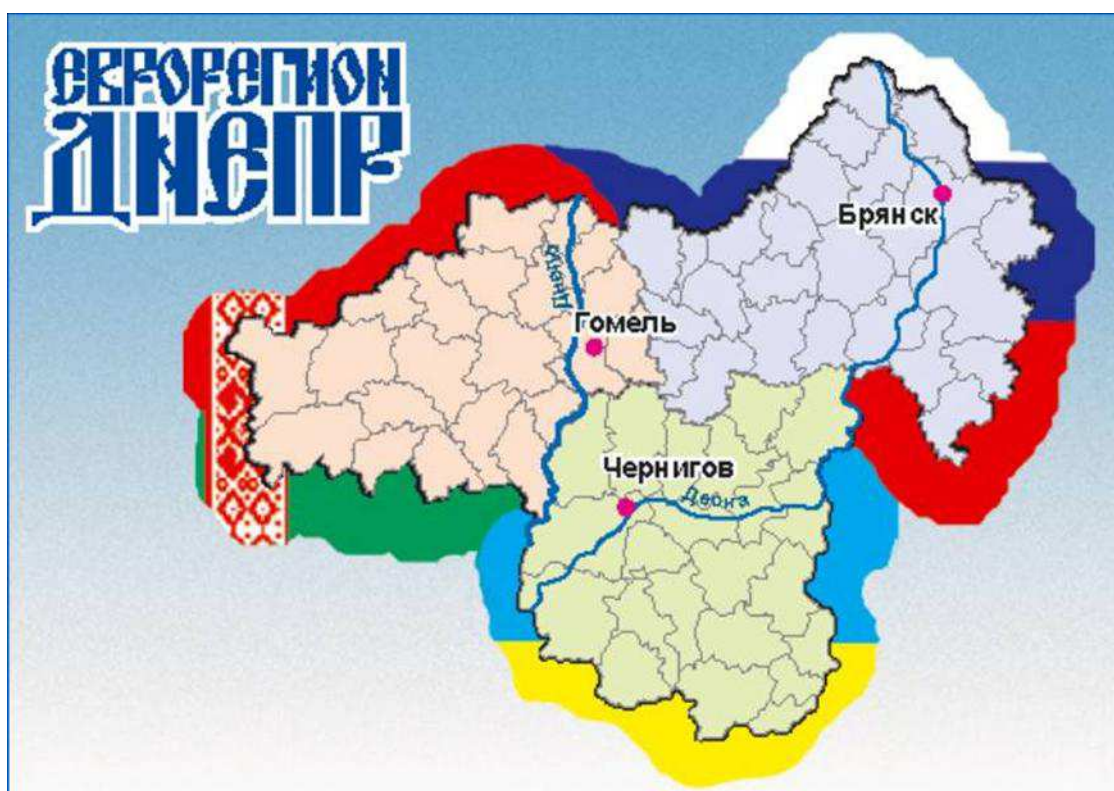 ЕВРОРЕГИОН
ДНЕПР
Брянск
Днепр
Гомель
Чернигов
Десна